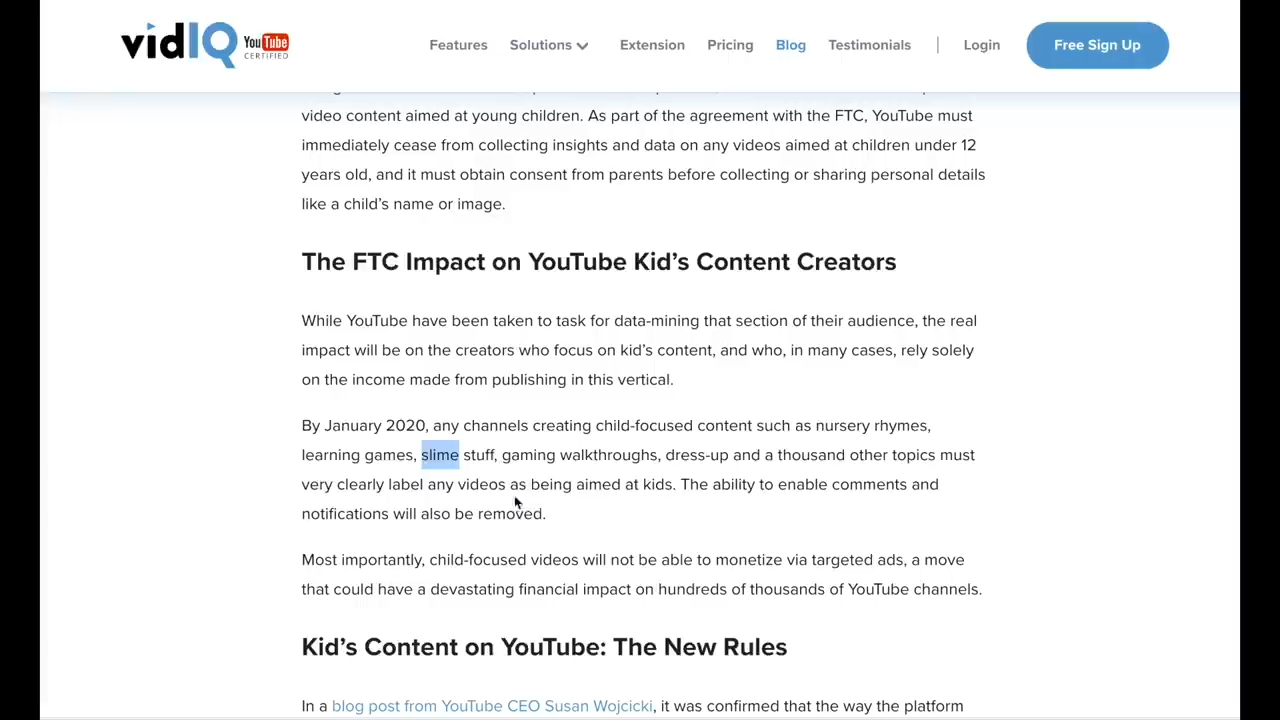 vidIQ YouTube CERTIFIED
Features Solutions Extension Pricing Blog Testimonials | Login Free Sign Up
video content aimed at young children. As part of the agreement with the FTC, YouTube must
immediately cease from collecting insights and data on any videos aimed at children under 12
years old, and it must obtain consent from parents before collecting or sharing personal details
like a child’s name or image.
The FTC Impact on YouTube Kid’s Content Creators
While YouTube have been taken to task for data-mining that section of their audience, the real
impact will be on the creators who focus on kid’s content, and who, in many cases, rely solely
on the income made from publishing in this vertical.
By January 2020, any channels creating child-focused content such as nursery rhymes,
learning games, slime stuff, gaming walkthroughs, dress-up and a thousand other topics must
very clearly label any videos as being aimed at kids. The ability to enable comments and
notifications will also be removed.
Most importantly, child-focused videos will not be able to monetize via targeted ads, a move
that could have a devastating financial impact on hundreds of thousands of YouTube channels.
Kid’s Content on YouTube: The New Rules
In a blog post from YouTube CEO Susan Wojcicki, it was confirmed that the way the platform